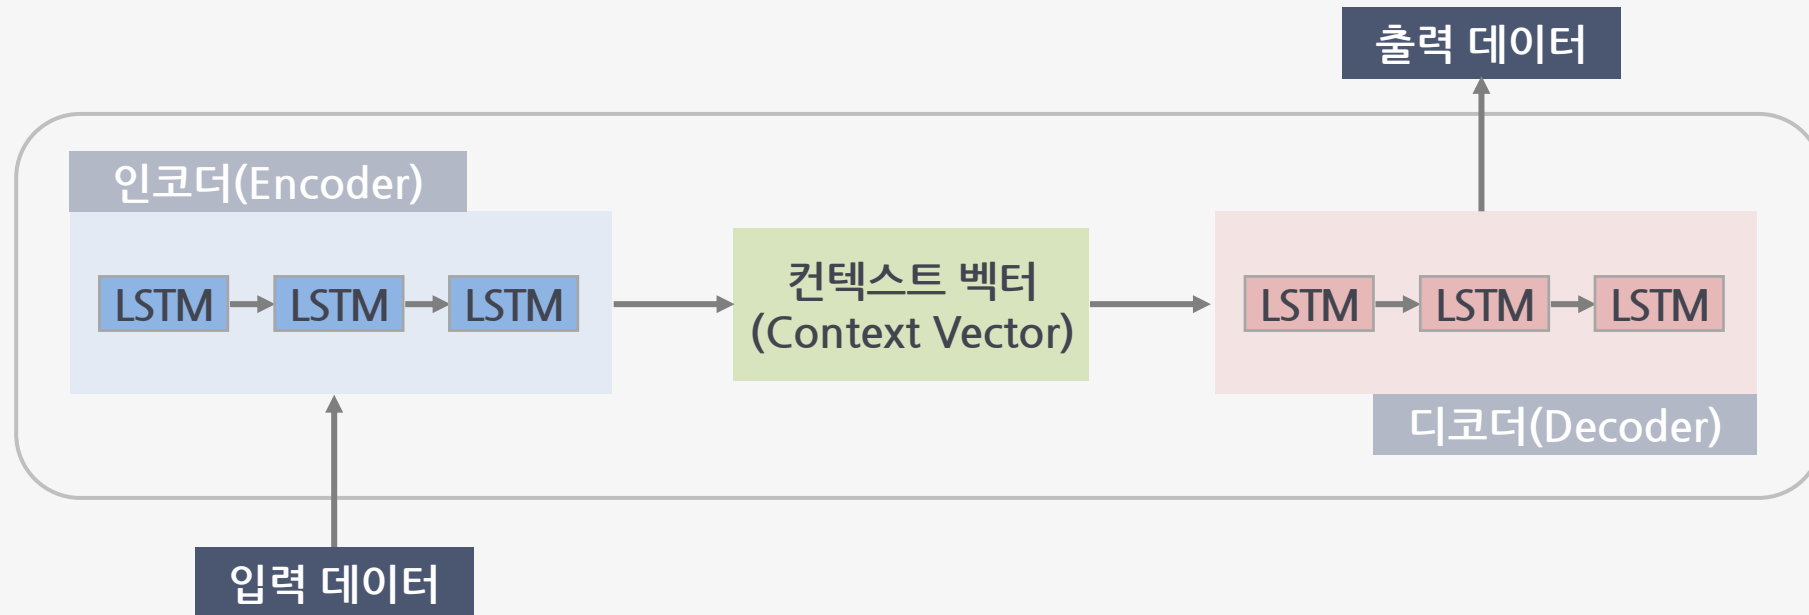 출력 데이터
인코더(Encoder)
LSTM
LSTM
LSTM
컨텍스트 벡터
(Context Vector)
LSTM
LSTM
LSTM
디코더(Decoder)
입력 데이터